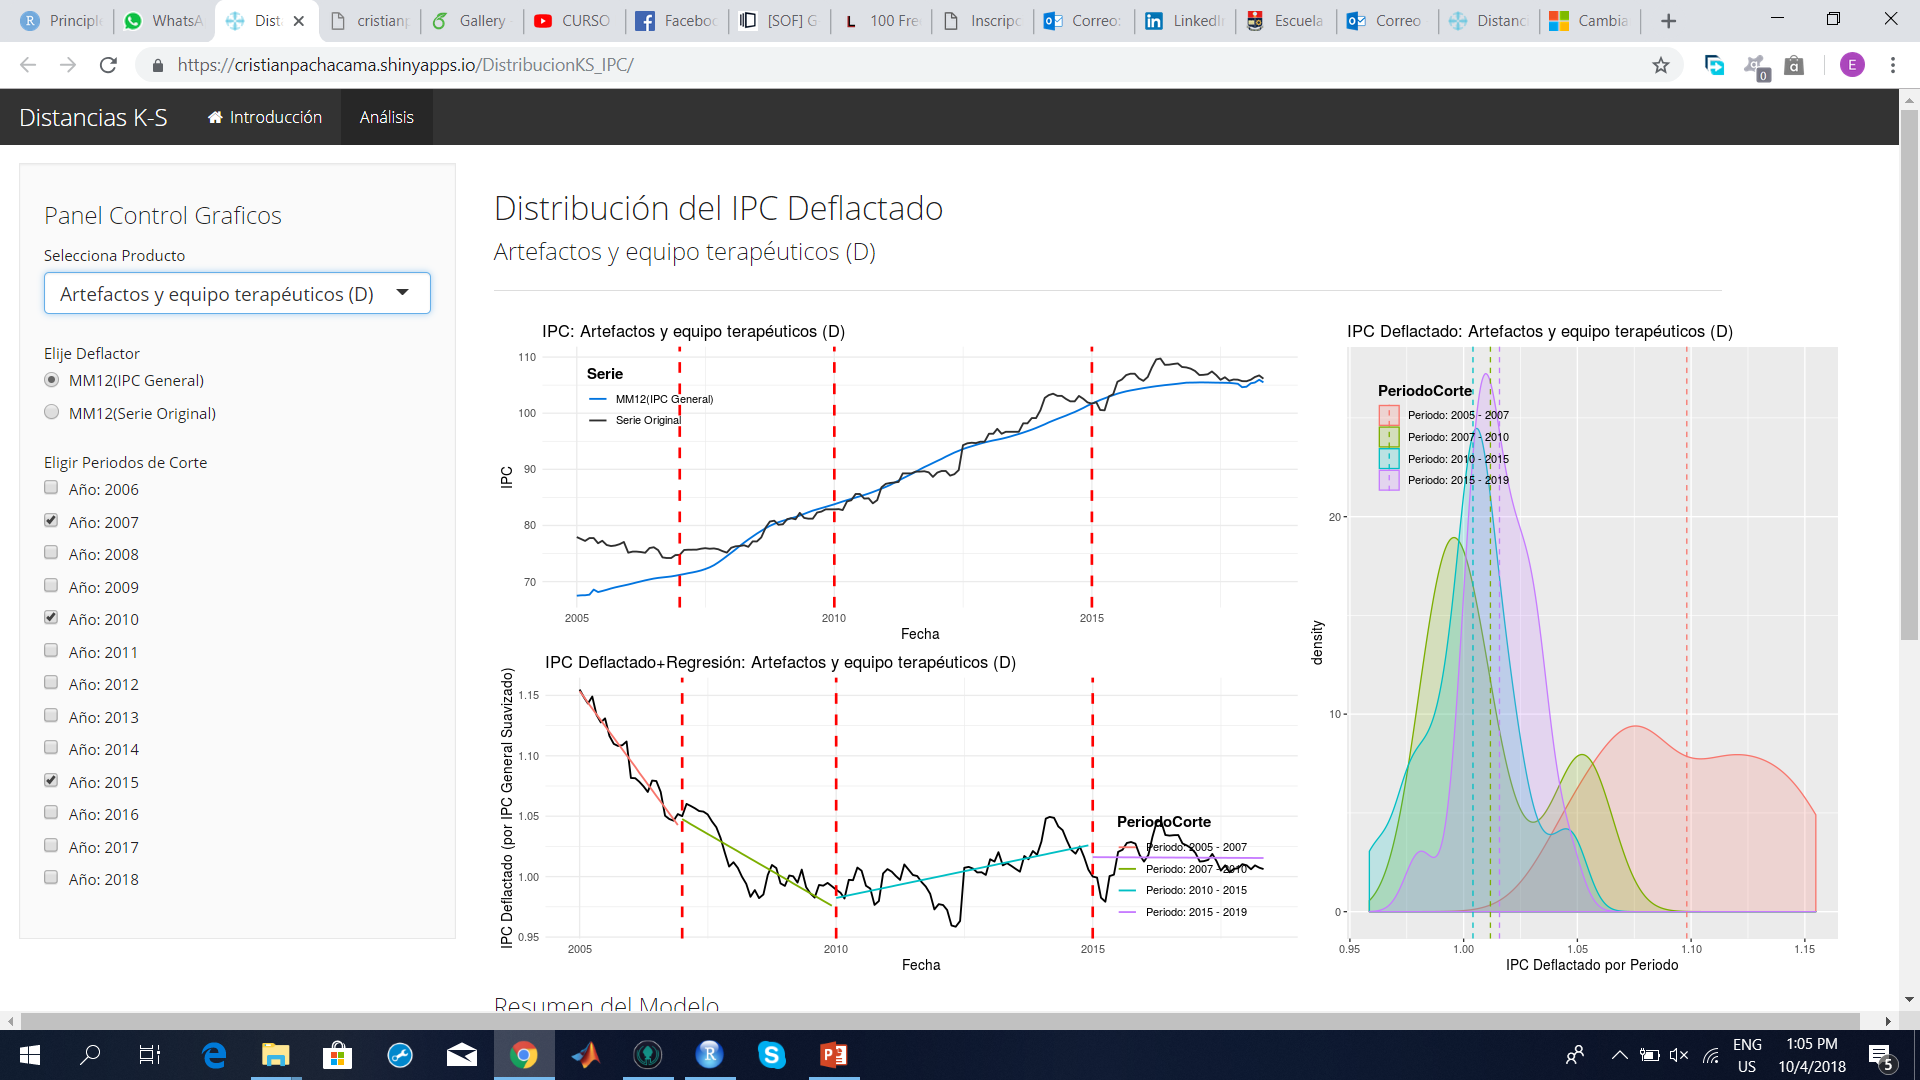 Principl
WhatsA
Dist
cristianp
Gallery
CURSO
Faceboo
[SOF] G
100 Fre
Inscripc
Correo:
LinkedIn
Escuela
Correo
Distanc
Cambia
https://cristianpachacama.shinyapps.io/DistribucionKS_IPC/
0
E
Distancias K-S
Introducción
Análisis
Panel Control Graficos
Selecciona Producto
Artefactos y equipo terapéuticos (D)
Elije Deflactor
MM12(IPC General)
MM12(Serie Original)
Eligir Periodos de Corte
Año: 2006
Año: 2007
Año: 2008
Año: 2009
Año: 2010
Año: 2011
Año: 2012
Año: 2013
Año: 2014
Año: 2015
Año: 2016
Año: 2017
Año: 2018
Distribución del IPC Deflactado
Artefactos y equipo terapéuticos (D)
IPC: Artefactos y equipo terapéuticos (D)
Serie
MM12(IPC General)
Serie Original
IPC
110
100
90
80
70
2005
2010
2015
Fecha
IPC Deflactado+Regresión: Artefactos y equipo terapéuticos (D)
IPC Deflactado (por IPC General Suavizado)
1.15
1.10
1.05
1.00
0.95
PeriodoCorte
Periodo: 2005 - 2007
Periodo: 2007 - 2010
Periodo: 2010 - 2015
Periodo: 2015 - 2019
2005
2010
2015
Fecha
IPC Deflactado: Artefactos y equipo terapéuticos (D)
PeriodoCorte
Periodo: 2005 - 2007
Periodo: 2007 - 2010
Periodo: 2010 - 2015
Periodo: 2015 - 2019
density
20
10
0
0.95
1.00
1.05
1.10
1.15
IPC Deflactado por Periodo
Resumen del Modelo
ENG
US
1:05 PM
10/4/2018
5